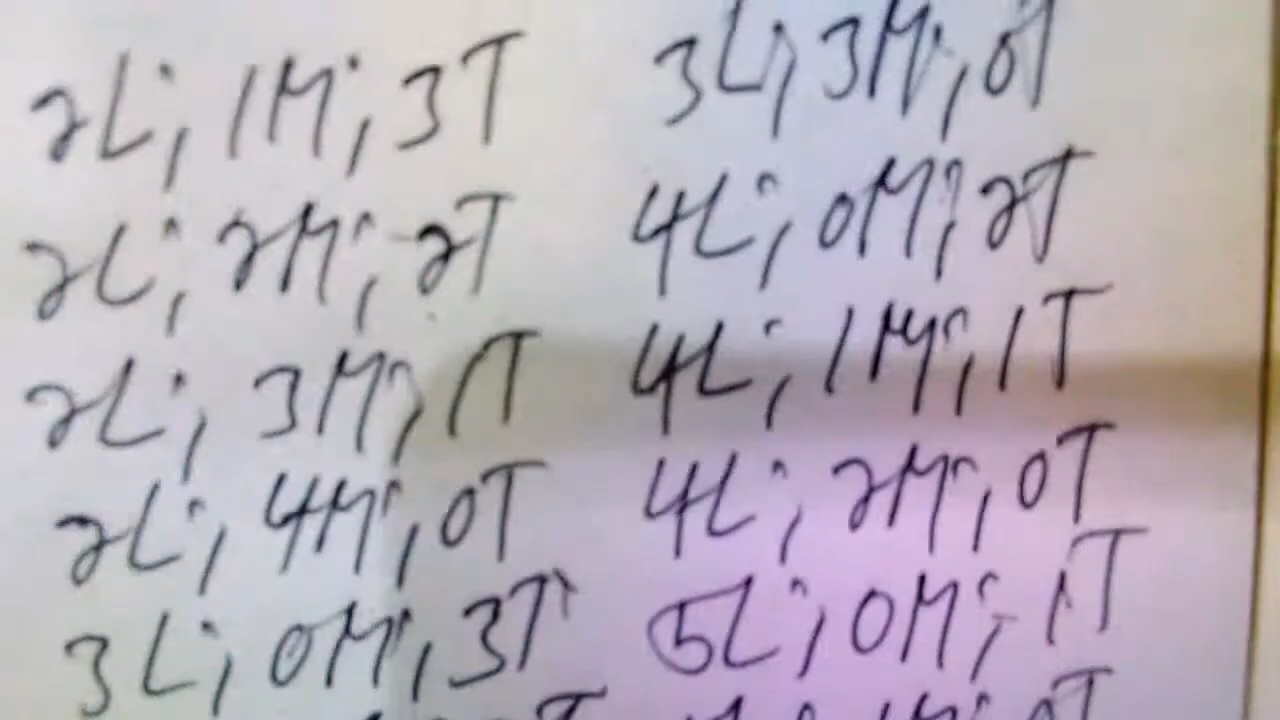 2L; 1M; 3T
2L; 2M; 2T
2L; 3M; 1T
2L; 4M; 0T
3L; 0M; 3T
3L; 3M; 0T
4L; 0M; 2T
4L; 1M; 1T
4L; 2M; 0T
5L; 0M; 1T